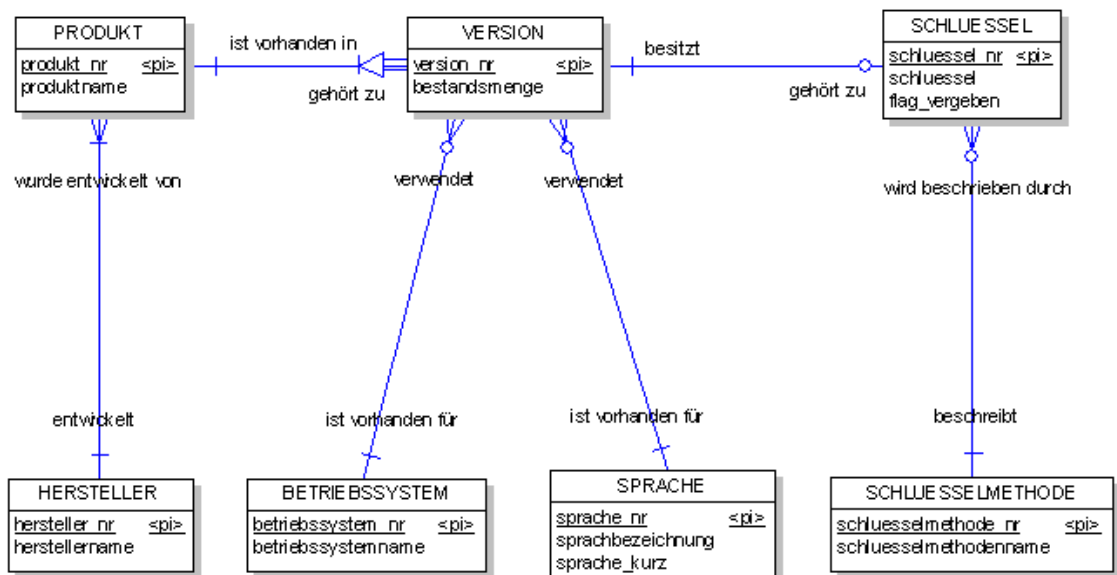 PRODUKT
produkt_nr <pi>
produktname
ist vorhanden in
gehört zu
VERSION
version_nr <pi>
bestandsmenge
besitzt
gehört zu
SCHLUESSEL
schluessel_nr <pi>
schluessel
flag_vergeben
wurde entwickelt von
verwendet
verwendet
wird beschrieben durch
entwickelt
ist vorhanden für
ist vorhanden für
beschreibt
HERSTELLER
hersteller_nr <pi>
herstellername
BETRIEBSSYSTEM
betriebssystem_nr <pi>
betriebssystemname
SPRACHE
sprache_nr <pi>
sprachbezeichnung
sprache_kurz
SCHLUESSELMETHODE
schluesselmethode_nr <pi>
schluesselmethodenname